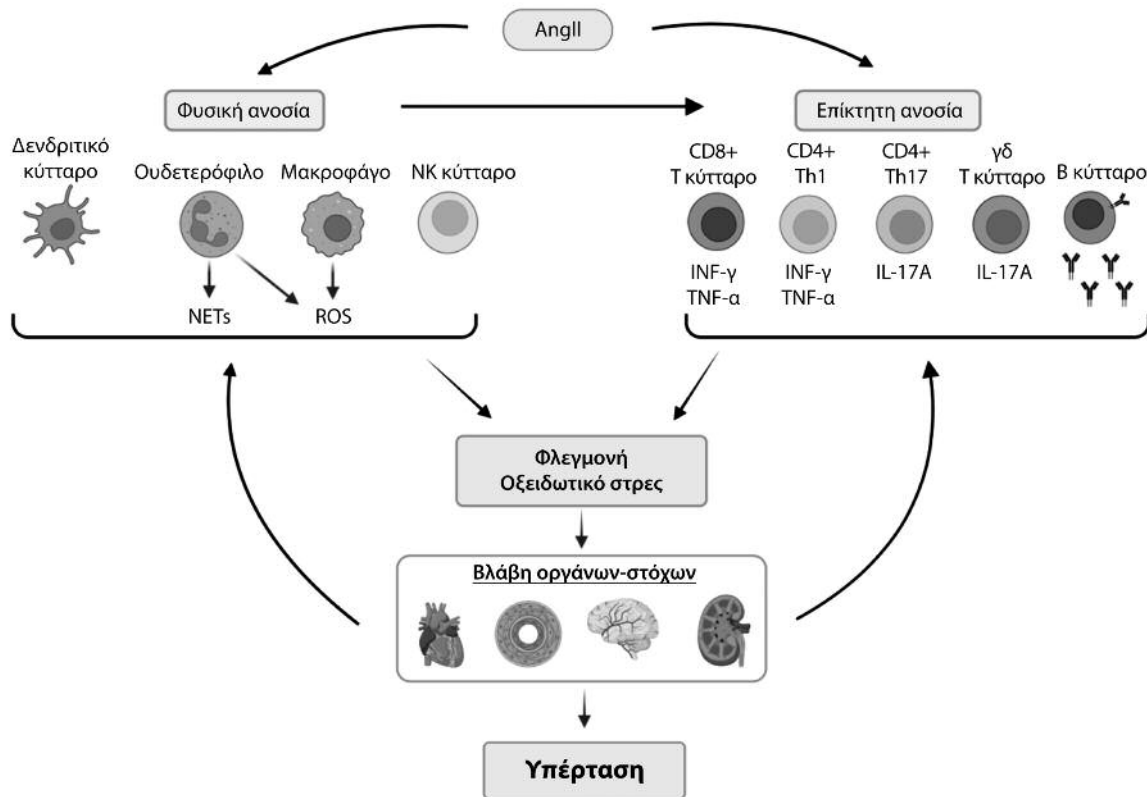 AngII
Φυσική ανοσία
Επίκτητη ανοσία
Δενδριτικό
κύτταρο
Ουδετερόφιλο
Μακροφάγο
NK κύτταρο
CD8+
Τ κύτταρο
CD4+
Th1
CD4+
Th17
γδ
Τ κύτταρο
Β κύτταρο
INF-γ
TNF-α
INF-γ
TNF-α
IL-17A
IL-17A
NETs
ROS
Φλεγμονή
Οξειδωτικό στρες
Βλάβη οργάνων-στόχων
Υπέρταση